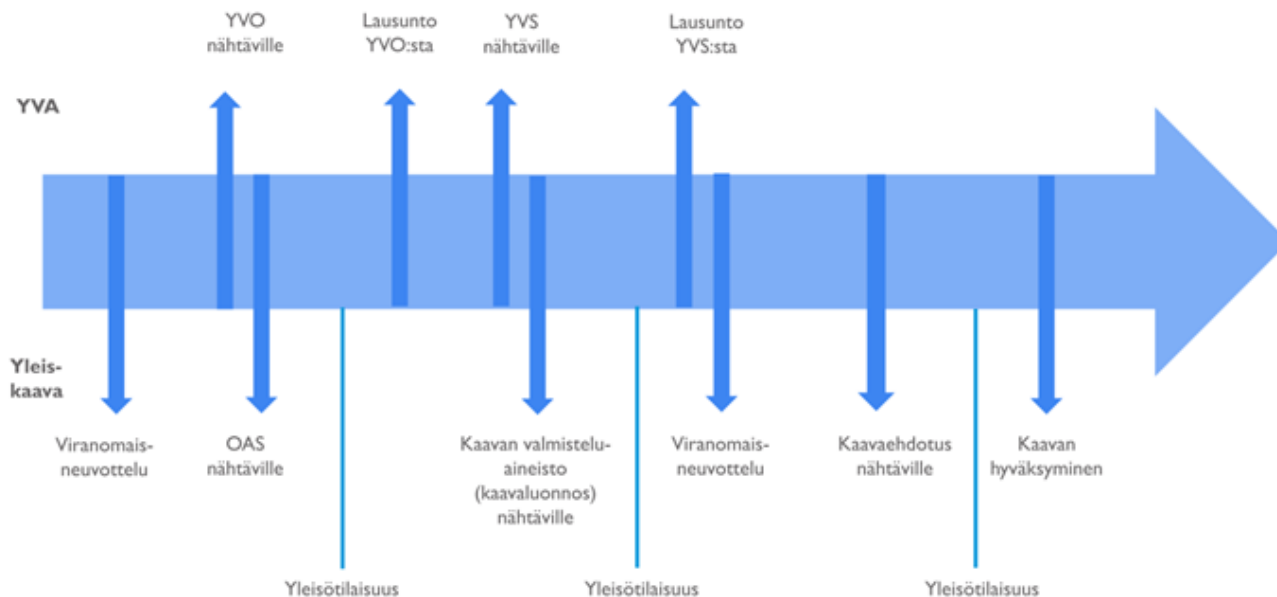 YVO
nähtäville
Lausunto
YVO:sta
YVS
nähtäville
Lausunto
YVS:sta
YVA
Yleis-
kaava
Viranomais-
neuvottelu
OAS
nähtäville
Kaavan valmistelu-
aineisto
(kaavaluonnos)
nähtäville
Viranomais-
neuvottelu
Kaavaehdotus
nähtäville
Kaavan
hyväksyminen
Yleisötilaisuus
Yleisötilaisuus
Yleisötilaisuus